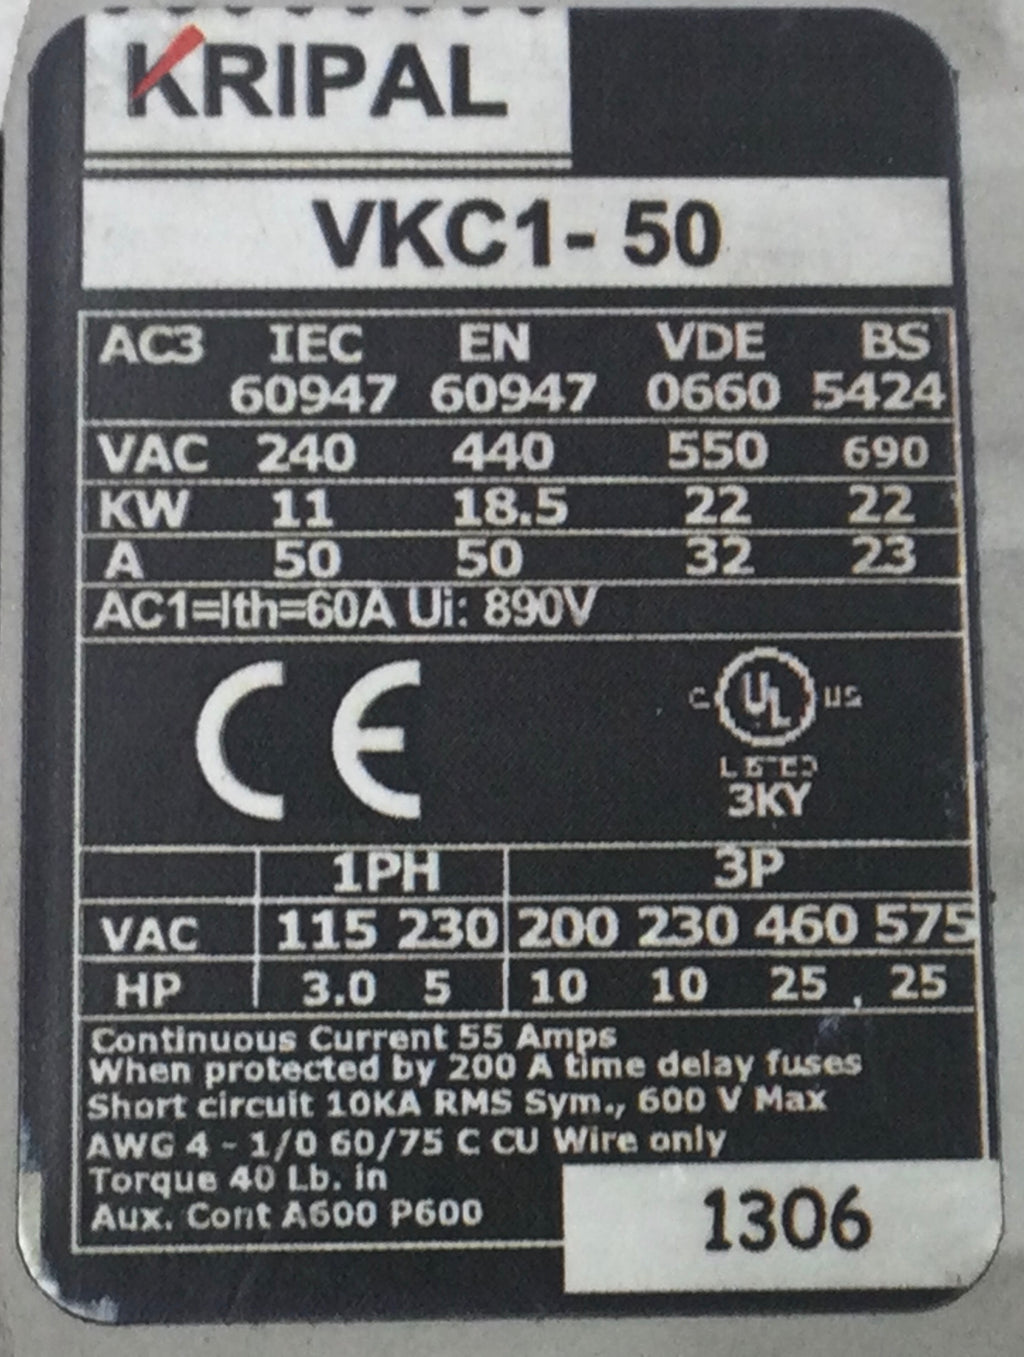 KRIPAL
VKC1- 50
AC3 IEC EN VDE BS
60947 60947 0660 5424
VAC 240 440 550 690
KW 11 18.5 22 22
A 50 50 32 23
AC1=Ith=60A Ui: 890V
CE
C UL US
LISTED
3KY
1PH 3P
VAC 115 230 200 230 460 575
HP 3.0 5 10 10 25 25
Continuous Current 55 Amps
When protected by 200 A time delay fuses
Short circuit 10KA RMS Sym., 600 V Max
AWG 4 - 1/0 60/75 C CU Wire only
Torque 40 Lb. in
Aux. Cont A600 P600
1306